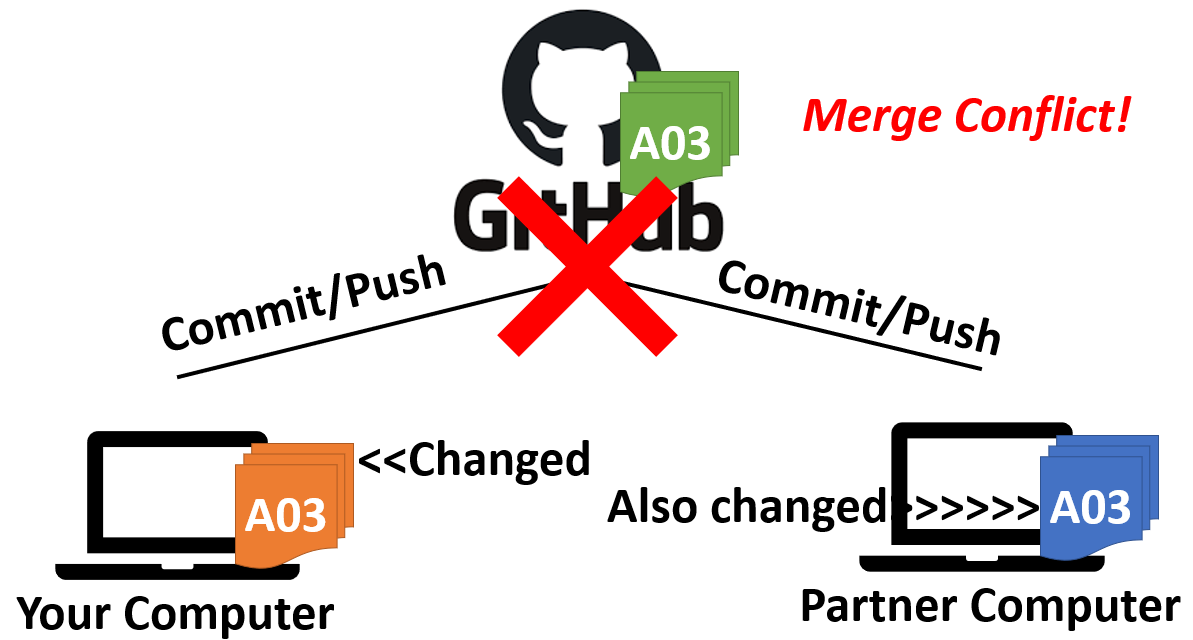 A03
Merge Conflict!
GitHub
Commit/Push
Commit/Push
<<Changed
Also changed>>>>>>
A03
A03
Your Computer
Partner Computer